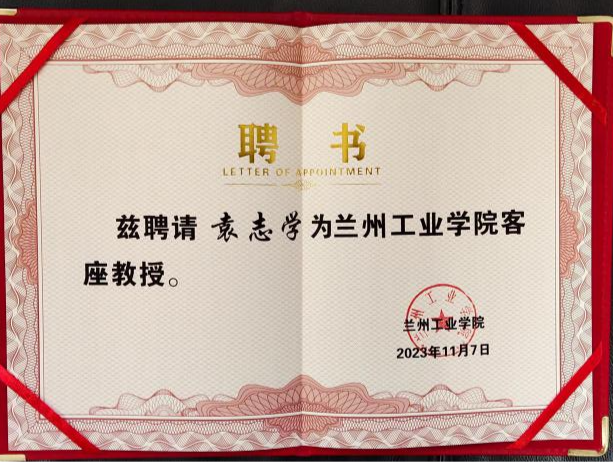 聘 书
LETTER OF APPOINTMENT
兹聘请 袁志学 为兰州工业学院客
座教授。
兰州工业学院
2023年11月7日